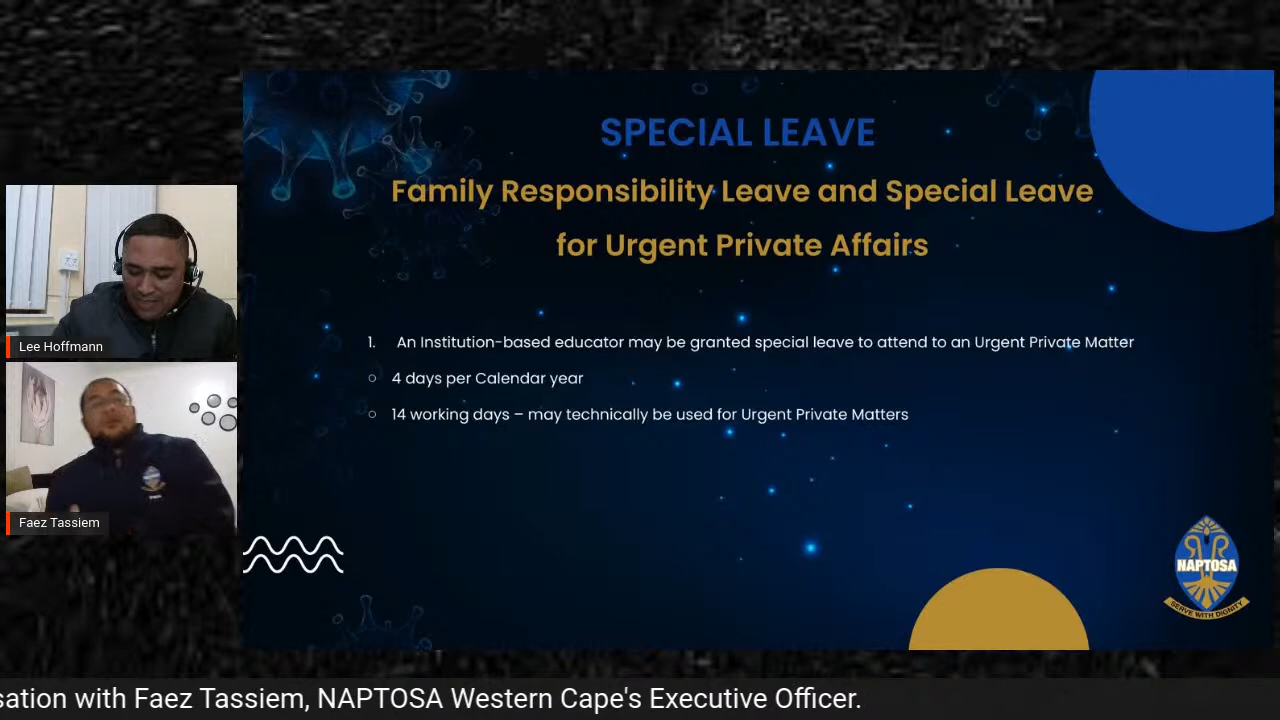 SPECIAL LEAVE
Family Responsibility Leave and Special Leave
for Urgent Private Affairs
1. An Institution-based educator may be granted special leave to attend to an Urgent Private Matter
○ 4 days per Calendar year
○ 14 working days – may technically be used for Urgent Private Matters
Lee Hoffmann
Faez Tassiem
NAPTOSA
SERVE WITH DIGNITY
with Faez Tassiem, NAPTOSA Western Cape's Executive Officer.